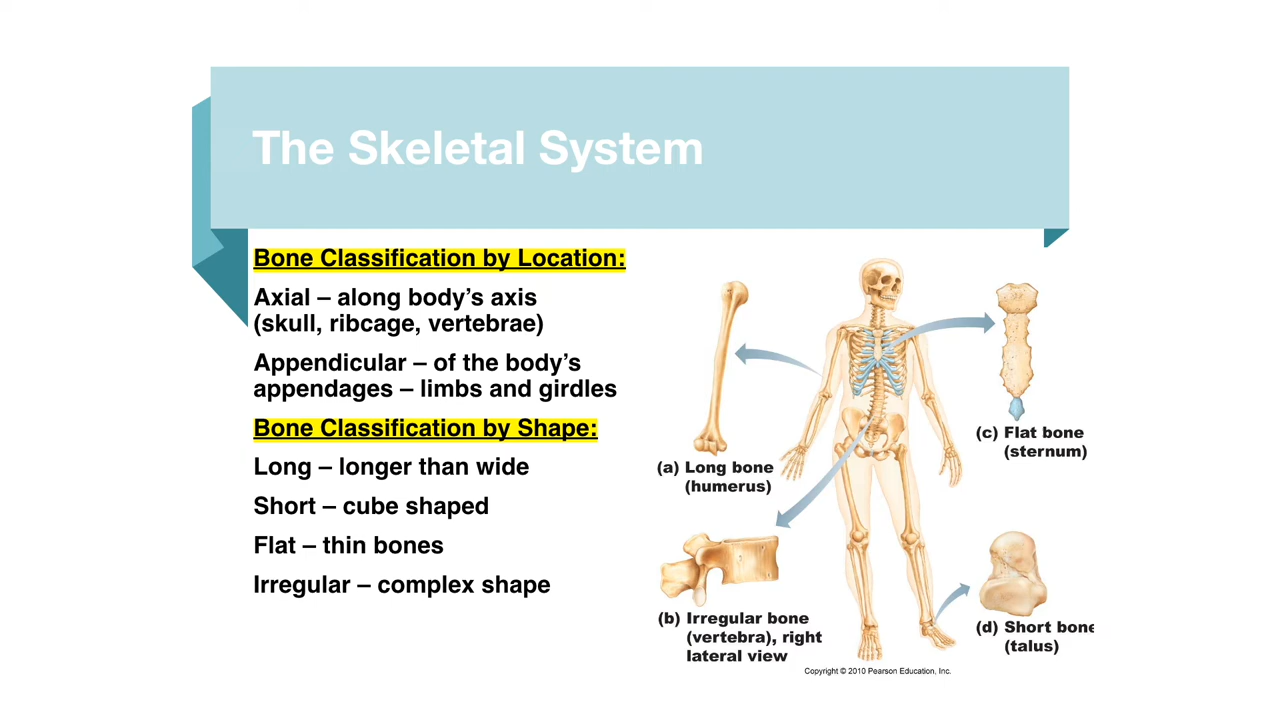 The Skeletal System
Bone Classification by Location:
Axial – along body’s axis
(skull, ribcage, vertebrae)
Appendicular – of the body’s
appendages – limbs and girdles
Bone Classification by Shape:
Long – longer than wide
Short – cube shaped
Flat – thin bones
Irregular – complex shape
(a) Long bone
(humerus)
(b) Irregular bone
(vertebra), right
lateral view
(c) Flat bone
(sternum)
(d) Short bone
(talus)
Copyright © 2010 Pearson Education, Inc.